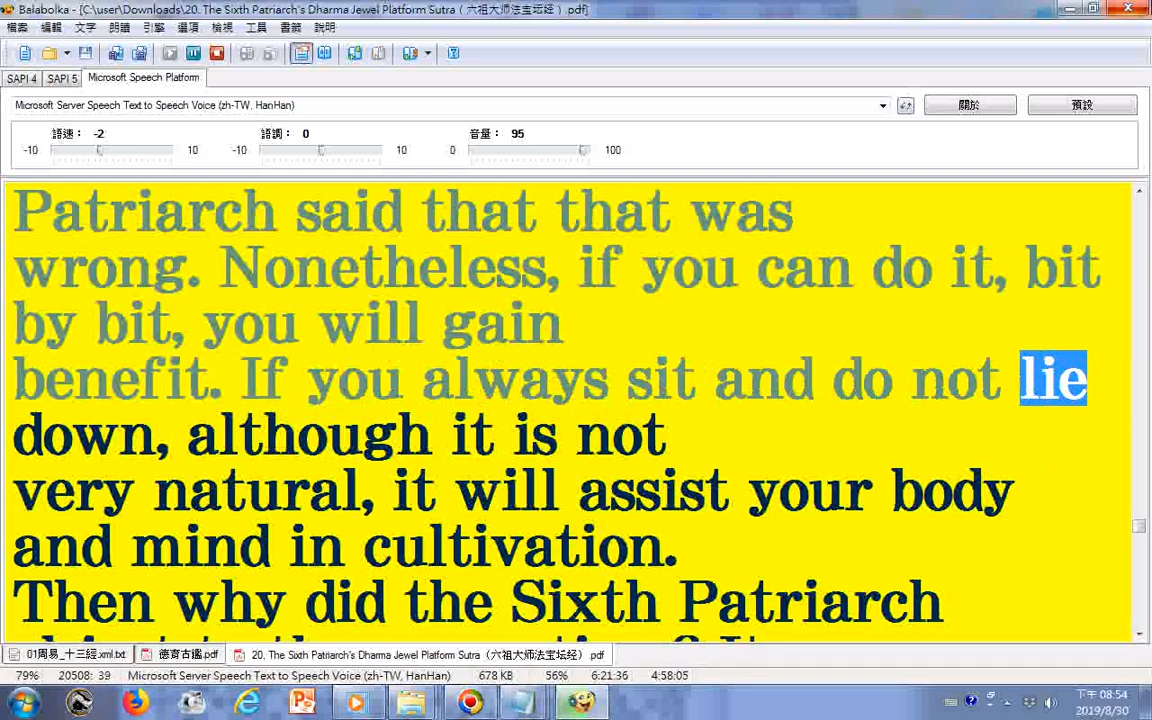 Balabolka - [C:\user\Downloads\20. The Sixth Patriarch's Dharma Jewel Platform Sutra（六祖大师法宝坛经）.pdf]
檔案 編輯 文字 朗讀 引擎 選項 檢視 工具 書籤 說明
SAPI 4 SAPI 5 Microsoft Speech Platform
Microsoft Server Speech Text to Speech Voice (zh-TW, HanHan) 關於 預設
語速： -2 語調： 0 音量： 95
-10 10 -10 10 0 100
Patriarch said that that was
wrong. Nonetheless, if you can do it, bit
by bit, you will gain
benefit. If you always sit and do not lie
down, although it is not
very natural, it will assist your body
and mind in cultivation.
Then why did the Sixth Patriarch
01周易_十三經.xml.txt 德育古鑑.pdf 20. The Sixth Patriarch's Dharma Jewel Platform Sutra（六祖大师法宝坛经）.pdf
79% 20508: 39 Microsoft Server Speech Text to Speech Voice (zh-TW, HanHan) 678 KB 56% 6:21:36 4:58:05
下午 08:54
2019/8/30